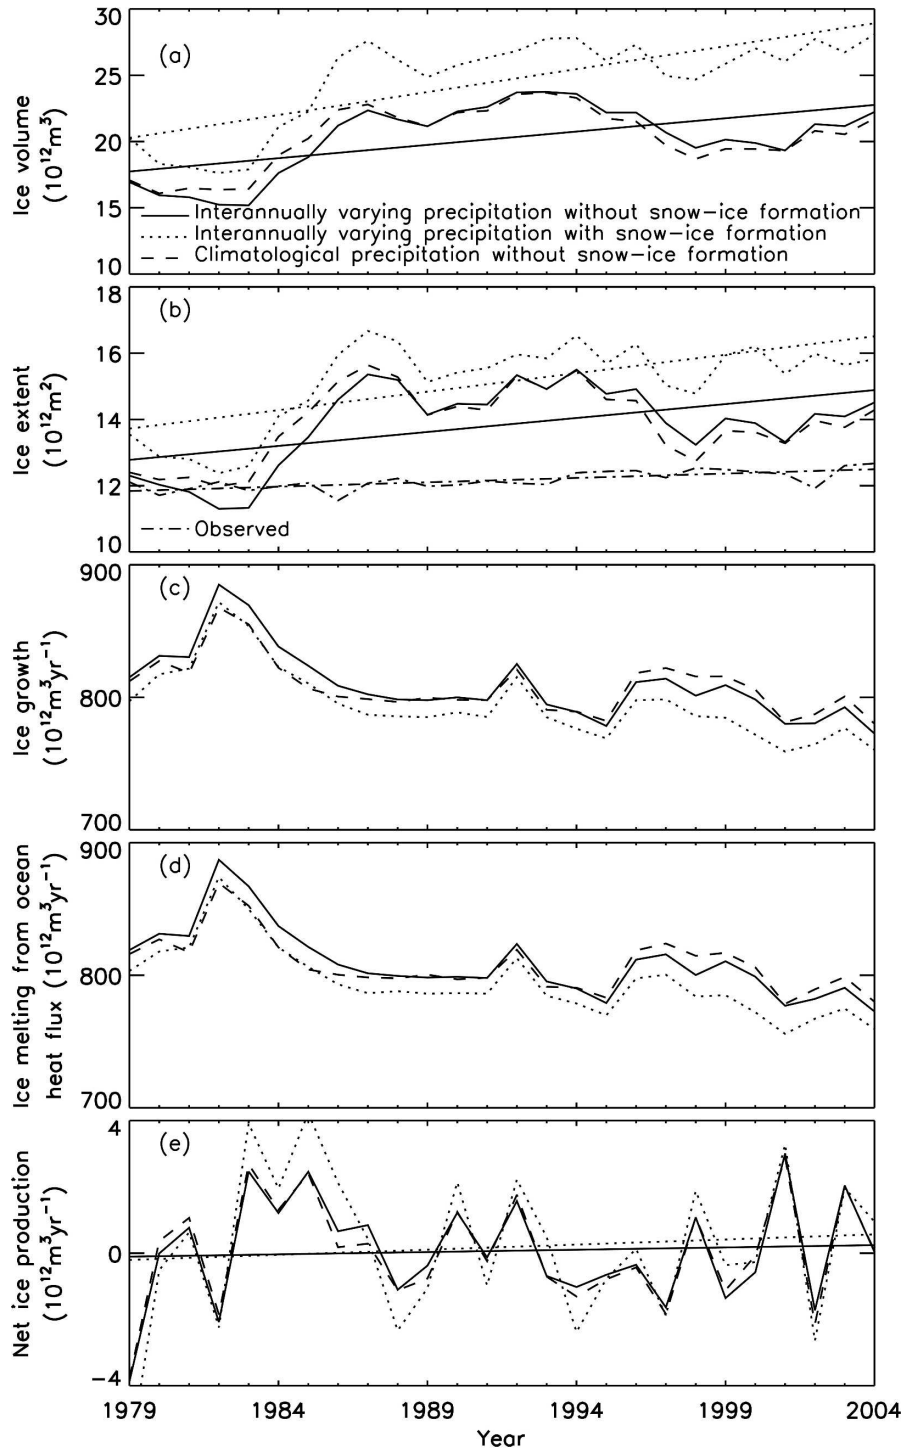 30
(a)
25
20
15
10
Ice volume
(10¹²m³)
Interannually varying precipitation without snow-ice formation
Interannually varying precipitation with snow-ice formation
Climatological precipitation without snow-ice formation
18
(b)
16
14
12
10
Ice extent
(10¹²m²)
Observed
900
(c)
800
700
Ice growth
(10¹²m³yr⁻¹)
900
(d)
800
700
Ice melting from ocean
heat flux (10¹²m³yr⁻¹)
4
(e)
0
-4
Net ice production
(10¹²m³yr⁻¹)
1979 1984 1989 1994 1999 2004
Year